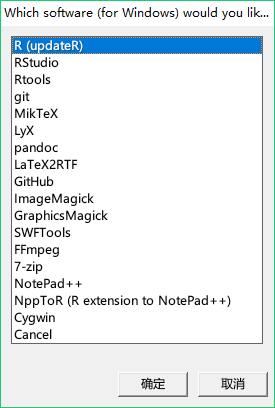 Which software (for Windows) would you lik...
R (updateR)
RStudio
Rtools
git
MikTeX
LyX
pandoc
LaTeX2RTF
GitHub
ImageMagick
GraphicsMagick
SWFTools
FFmpeg
7-zip
NotePad++
NppToR (R extension to NotePad++)
Cygwin
Cancel
确定 取消